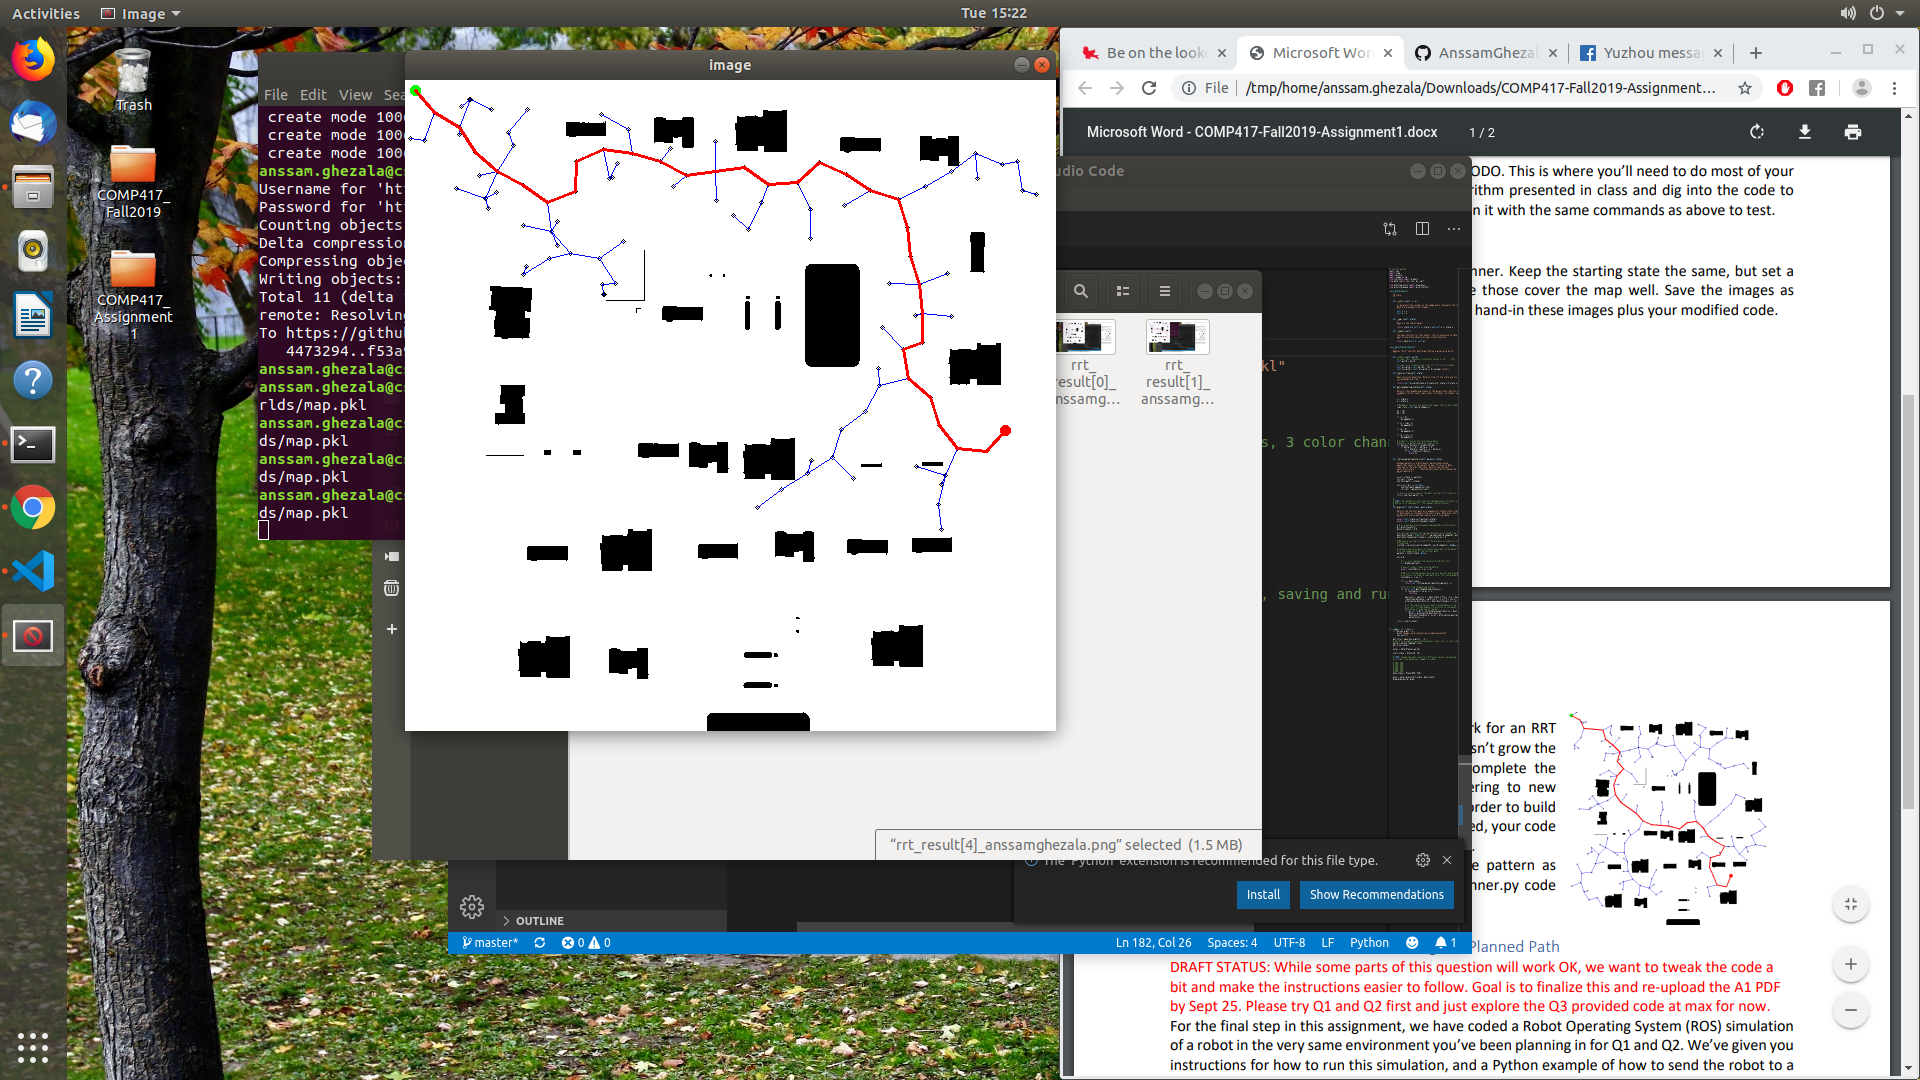 Activities
Image
Tue 15:22
Trash
COMP417_
Fall2019
COMP417_
Assignment
1
File Edit View Sea
create mode 100
create mode 100
create mode 100
anssam.ghezala@c
Username for 'ht
Password for 'ht
Counting objects
Delta compressio
Compressing obje
Writing objects:
Total 11 (delta
remote: Resolvin
To https://githu
4473294..f53a
anssam.ghezala@c
anssam.ghezala@c
rlds/map.pkl
anssam.ghezala@c
ds/map.pkl
anssam.ghezala@c
ds/map.pkl
anssam.ghezala@c
ds/map.pkl
image
udio Code
kl"
s, 3 color chan
, saving and ru
rrt_
result[0]_
anssamg…
rrt_
result[1]_
anssamg…
"rrt_result[4]_anssamghezala.png" selected (1.5 MB)
The 'Python' extension is recommended for this file type.
Install
Show Recommendations
OUTLINE
master*
0 0
Ln 182, Col 26
Spaces: 4
UTF-8
LF
Python
1
Be on the look
Microsoft Wor
AnssamGheza
Yuzhou messa
File
/tmp/home/anssam.ghezala/Downloads/COMP417-Fall2019-Assignment…
Microsoft Word - COMP417-Fall2019-Assignment1.docx
1 / 2
ODO. This is where you'll need to do most of your
rithm presented in class and dig into the code to
n it with the same commands as above to test.
nner. Keep the starting state the same, but set a
e those cover the map well. Save the images as
hand-in these images plus your modified code.
rk for an RRT
sn't grow the
omplete the
ering to new
order to build
ed, your code
e pattern as
nner.py code
Planned Path
DRAFT STATUS: While some parts of this question will work OK, we want to tweak the code a
bit and make the instructions easier to follow. Goal is to finalize this and re-upload the A1 PDF
by Sept 25. Please try Q1 and Q2 first and just explore the Q3 provided code at max for now.
For the final step in this assignment, we have coded a Robot Operating System (ROS) simulation
of a robot in the very same environment you've been planning in for Q1 and Q2. We've given you
instructions for how to run this simulation, and a Python example of how to send the robot to a